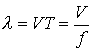 λ = VT = V/f